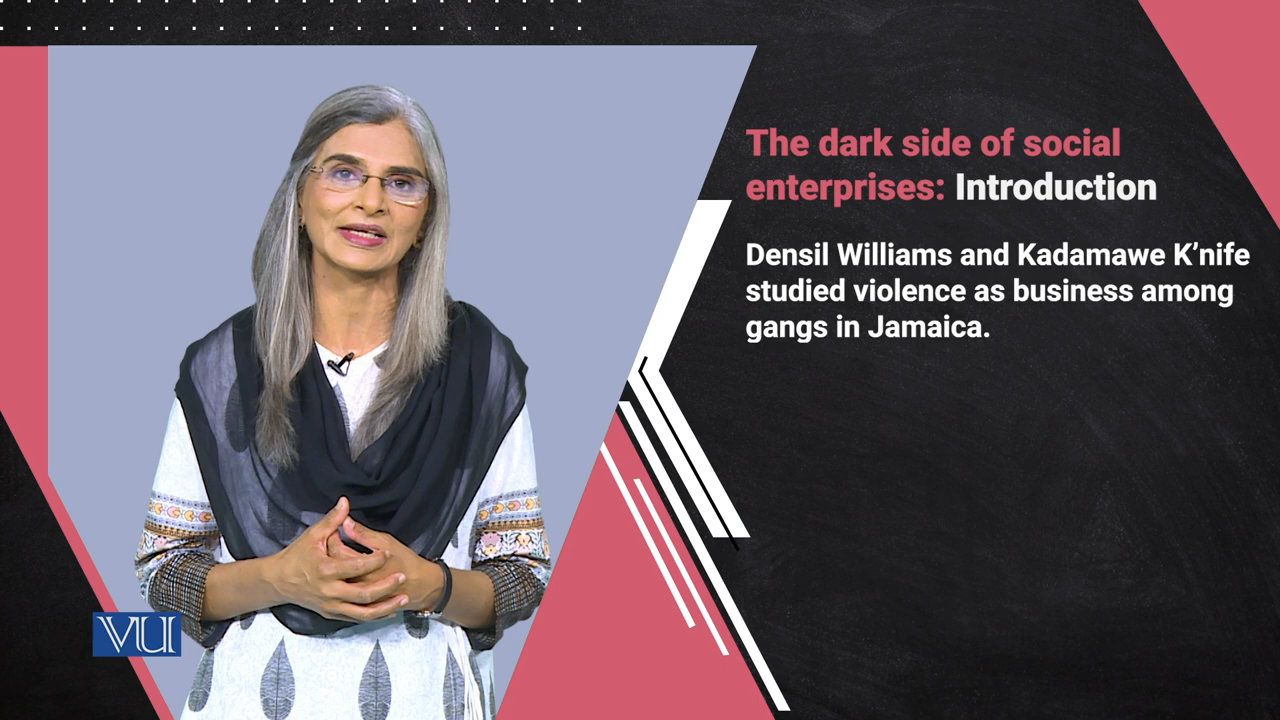 The dark side of social
enterprises: Introduction
Densil Williams and Kadamawe K’nife
studied violence as business among
gangs in Jamaica.
VU